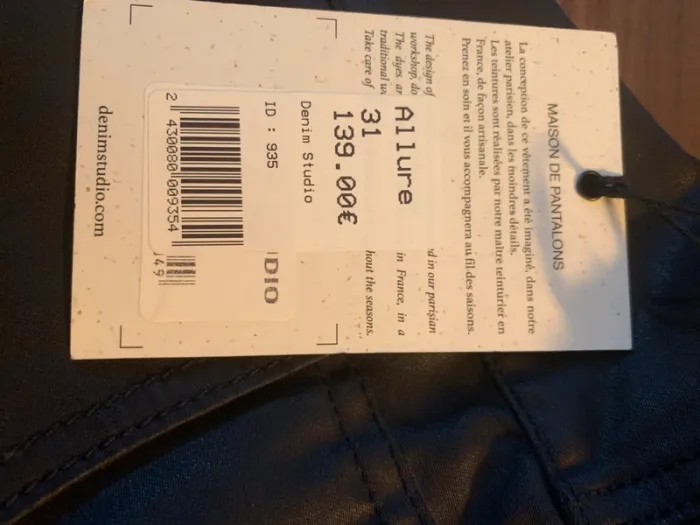 MAISON DE PANTALONS
La conception de ce vêtement a été imaginé, dans notre
atelier parisien, dans les moindres détails.
Les teintures sont réalisées par notre maître teinturier en
France, de façon artisanale.
Prenez en soin et il vous accompagnera au fil des saisons.
The design of d in our parisian
workshop, do
The dyes ar in France, in a
traditional
Take care of hout the seasons.
Allure
31
139.00€
Denim Studio
DIO
ID : 935
2 430080 009354
49
denimstudio.com